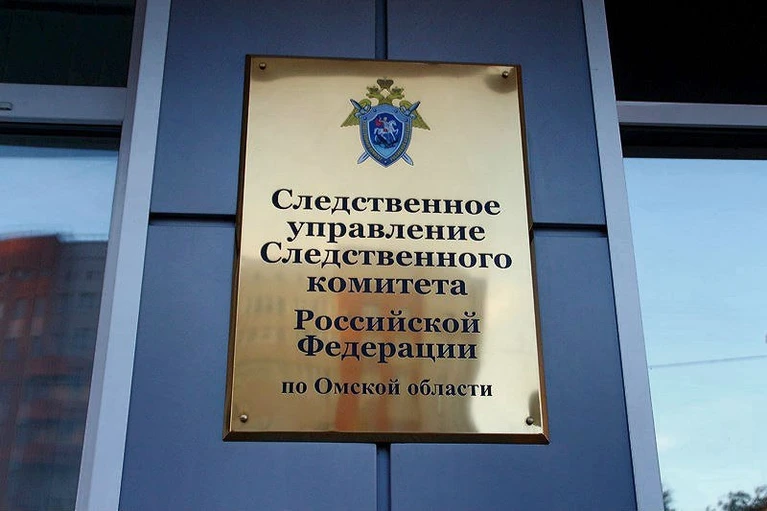 Следственное
управление
Следственного
комитета
Российской
Федерации
по Омской области